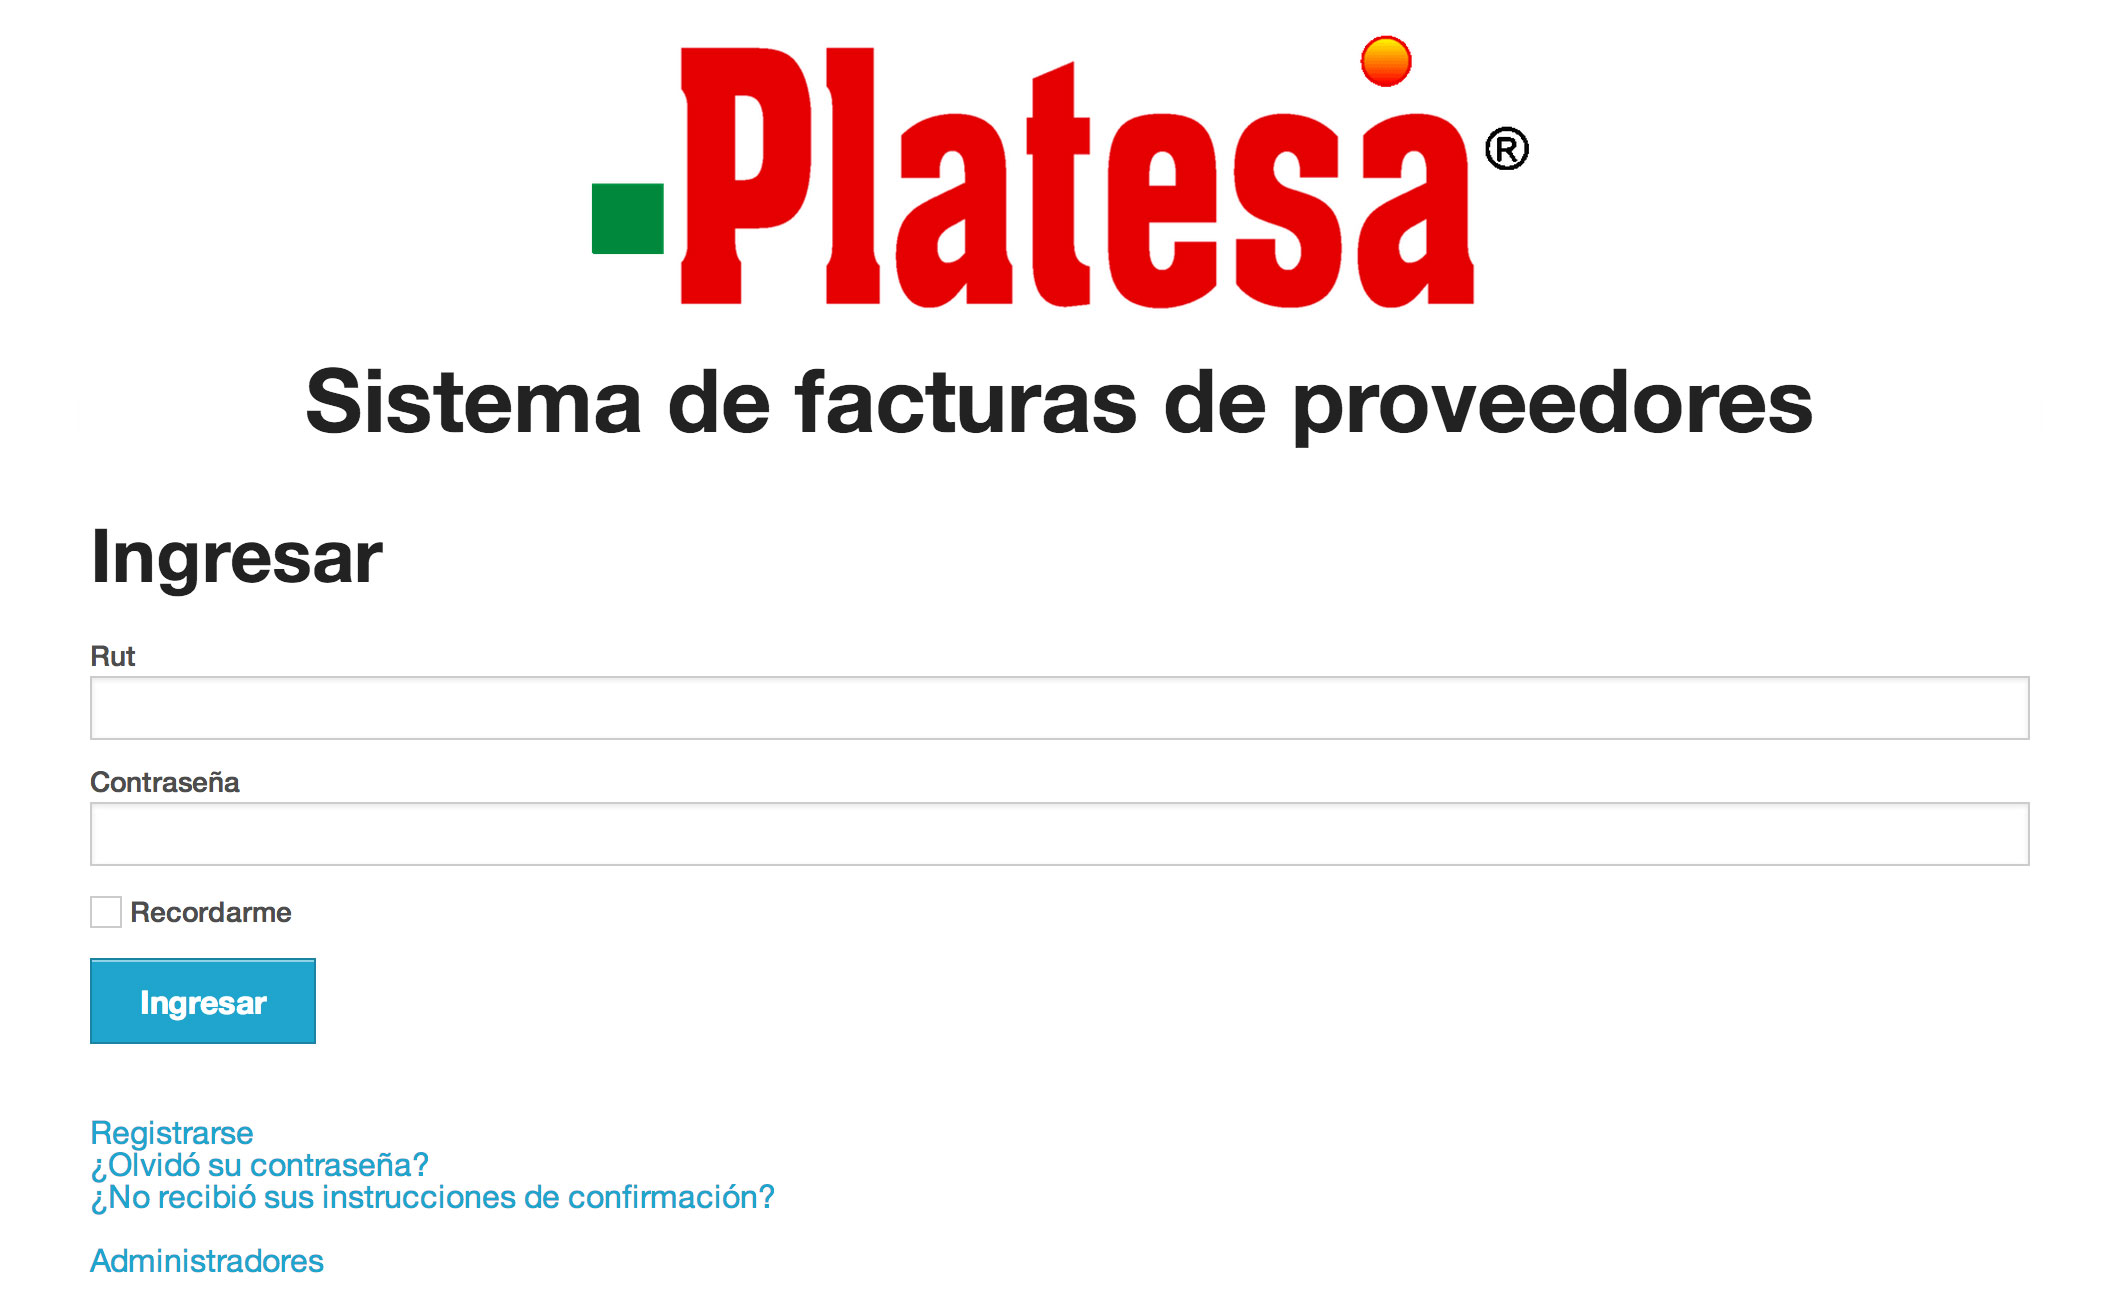 Platesa®
Sistema de facturas de proveedores
Ingresar
Rut
Contraseña
Recordarme
Ingresar
Registrarse
¿Olvidó su contraseña?
¿No recibió sus instrucciones de confirmación?
Administradores